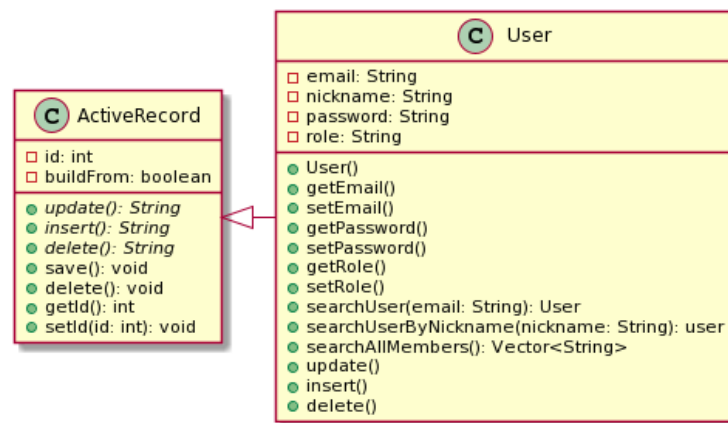 C ActiveRecord
id: int
buildFrom: boolean
update(): String
insert(): String
delete(): String
save(): void
delete(): void
getId(): int
setId(id: int): void
C User
email: String
nickname: String
password: String
role: String
User()
getEmail()
setEmail()
getPassword()
setPassword()
getRole()
setRole()
searchUser(email: String): User
searchUserByNickname(nickname: String): user
searchAllMembers(): Vector<String>
update()
insert()
delete()